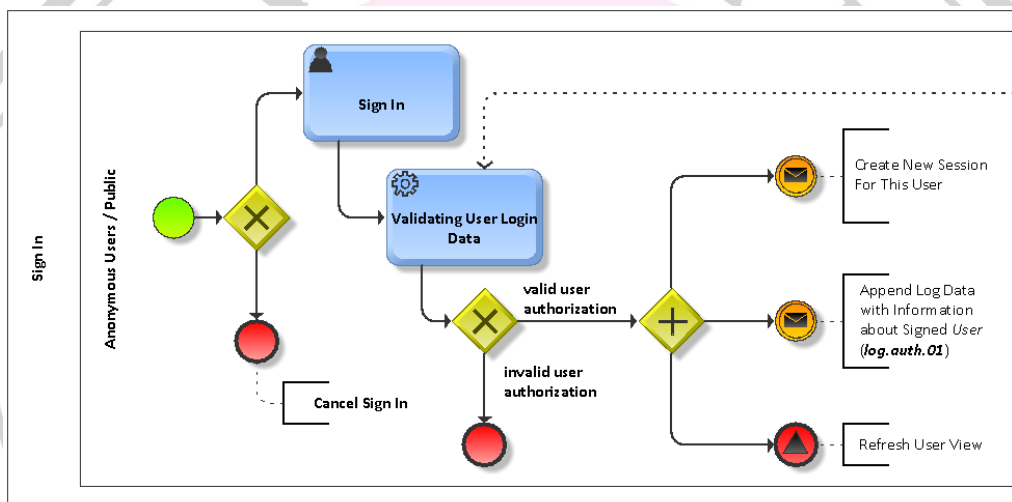 Sign In
Anonymous Users / Public
Sign In
Validating User Login
Data
Cancel Sign In
valid user
authorization
invalid user
authorization
Create New Session
For This User
Append Log Data
with Information
about Signed User
(log.auth.01)
Refresh User View